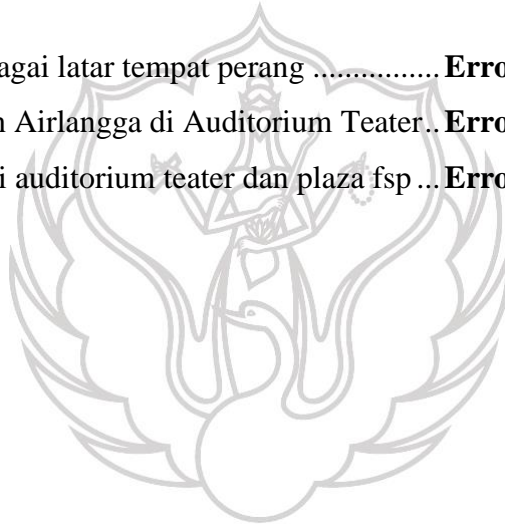 agai latar tempat perang ............... Erro
n Airlangga di Auditorium Teater.. Erro
i auditorium teater dan plaza fsp ... Erro